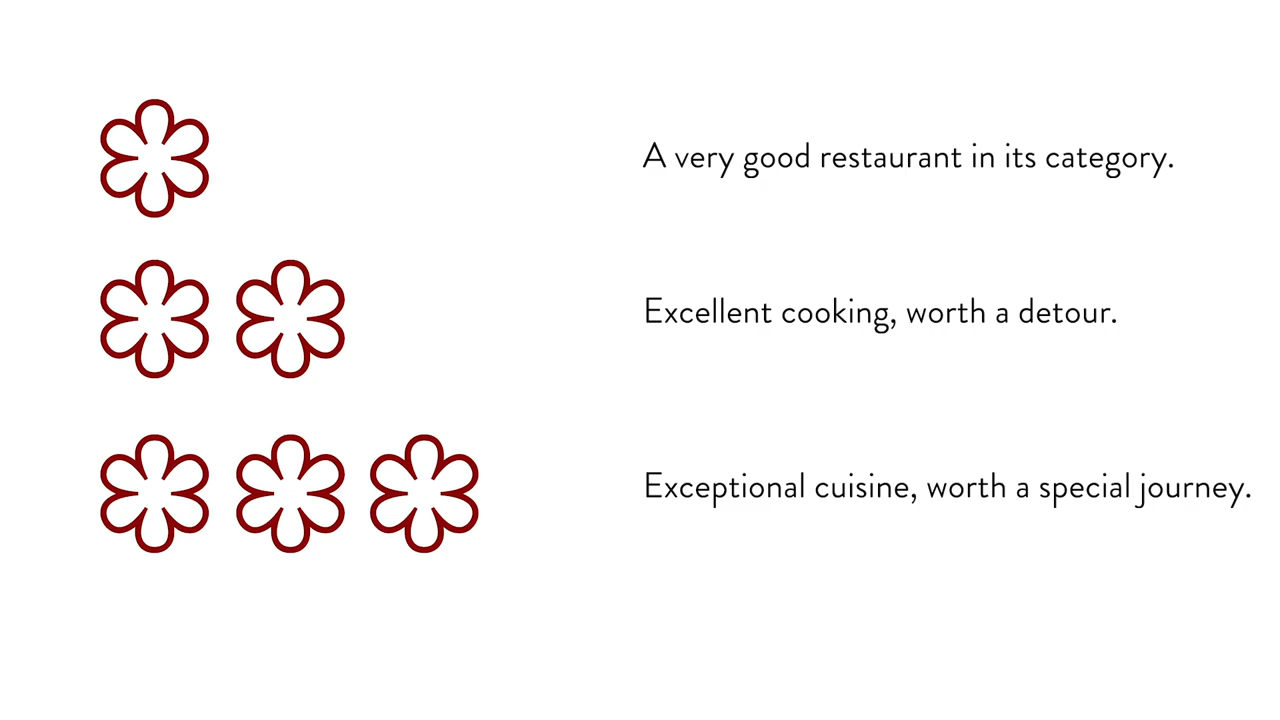 A very good restaurant in its category.
Excellent cooking, worth a detour.
Exceptional cuisine, worth a special journey.